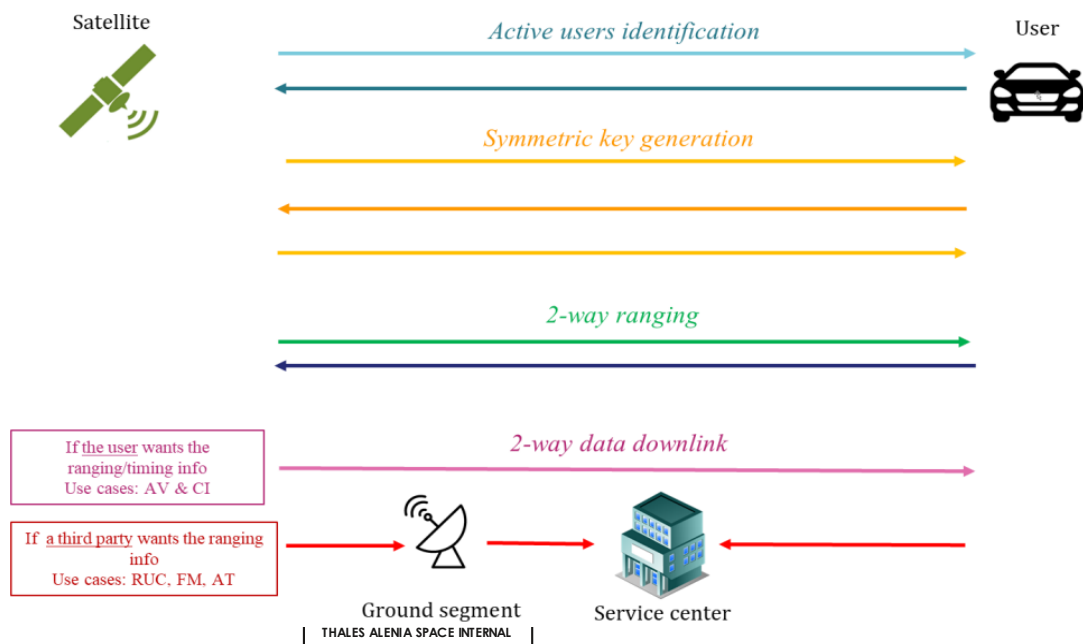 Satellite
Active users identification
User
Symmetric key generation
2-way ranging
If the user wants the
ranging/timing info
Use cases: AV & CI
2-way data downlink
If a third party wants the ranging
info
Use cases: RUC, FM, AT
Ground segment
Service center
THALES ALENIA SPACE INTERNAL